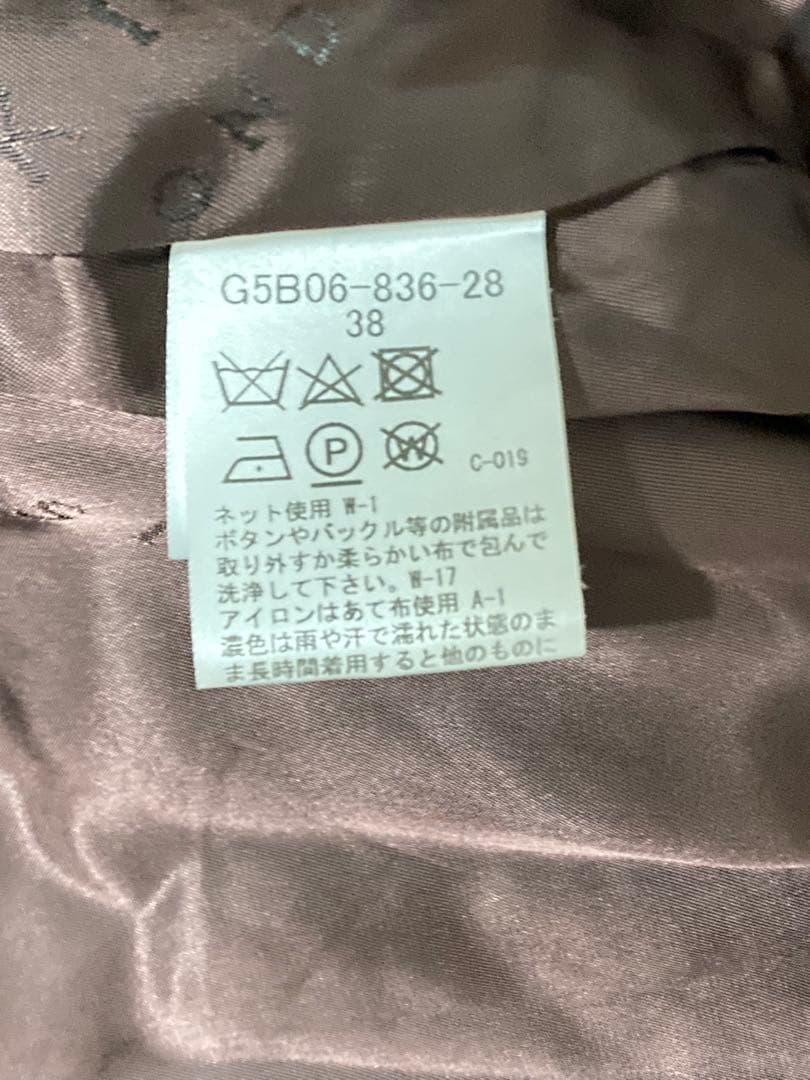 G5B06-836-28
38
P
W
C-019
ネット使用 W-1
ボタンやバックル等の附属品は
取り外すか柔らかい布で包んで
洗浄して下さい。W-17
アイロンはあて布使用 A-1
濃色は雨や汗で濡れた状態のま
ま長時間着用すると他のものに